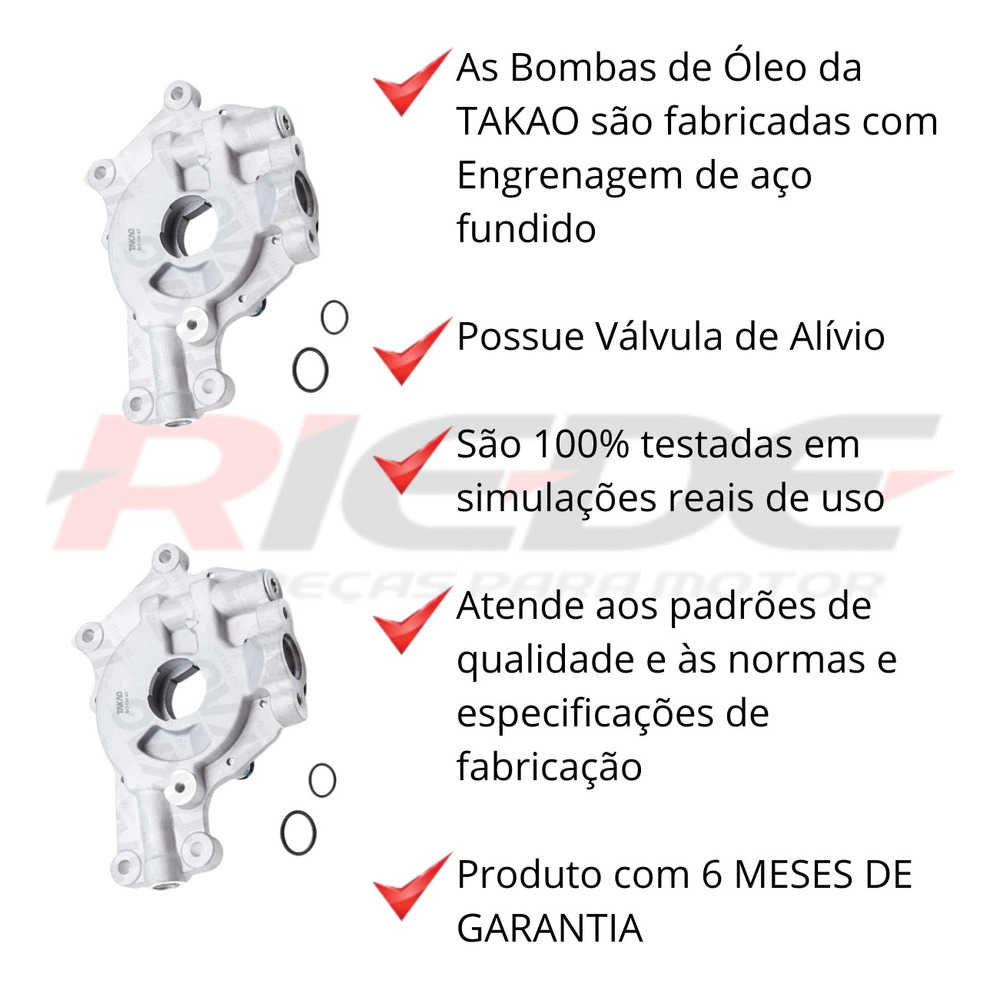 As Bombas de Óleo da
TAKAO são fabricadas com
Engrenagem de aço
fundido
Possue Válvula de Alívio
São 100% testadas em
simulações reais de uso
Atende aos padrões de
qualidade e às normas e
especificações de
fabricação
Produto com 6 MESES DE
GARANTIA
RIEDE
PEÇAS PARA MOTOR
TAKAO
TAKAO